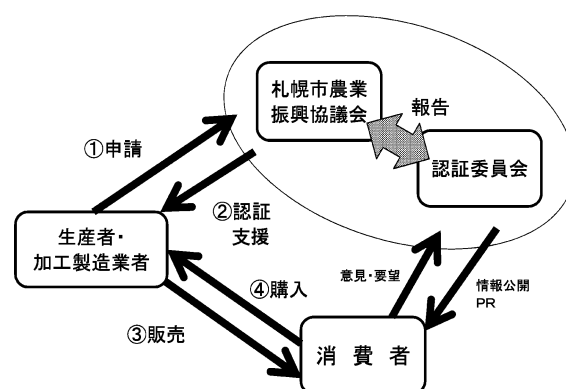 札幌市農業
振興協議会
報告
認証委員会
①申請
②認証
支援
生産者・
加工製造業者
④購入
③販売
意見・要望
情報公開
PR
消費者